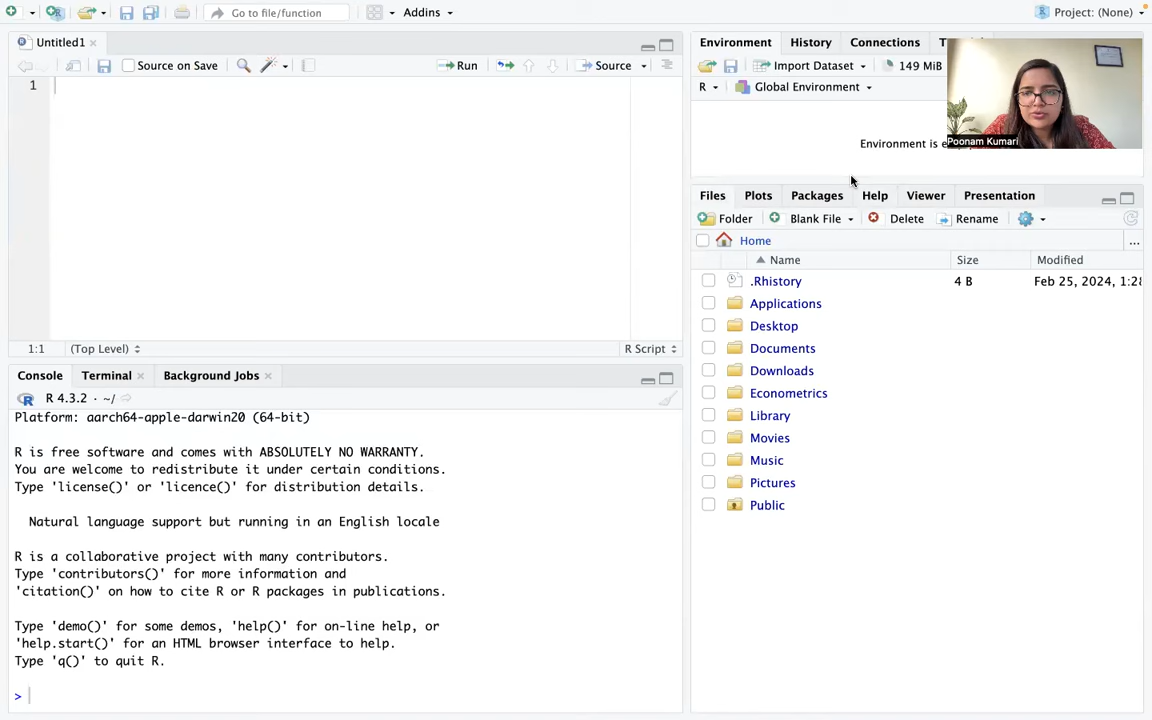 Go to file/function
Addins
Project: (None)
Untitled1
Source on Save
Run
Source
1
1:1
(Top Level)
R Script
Console
Terminal
Background Jobs
R 4.3.2 · ~/
Platform: aarch64-apple-darwin20 (64-bit)
R is free software and comes with ABSOLUTELY NO WARRANTY.
You are welcome to redistribute it under certain conditions.
Type 'license()' or 'licence()' for distribution details.
Natural language support but running in an English locale
R is a collaborative project with many contributors.
Type 'contributors()' for more information and
'citation()' on how to cite R or R packages in publications.
Type 'demo()' for some demos, 'help()' for on-line help, or
'help.start()' for an HTML browser interface to help.
Type 'q()' to quit R.
>
Environment
History
Connections
Import Dataset
149 MiB
R
Global Environment
Environment is
Poonam Kumari
Files
Plots
Packages
Help
Viewer
Presentation
Folder
Blank File
Delete
Rename
Home
...
Name
Size
Modified
.Rhistory
4 B
Feb 25, 2024, 1:28
Applications
Desktop
Documents
Downloads
Econometrics
Library
Movies
Music
Pictures
Public